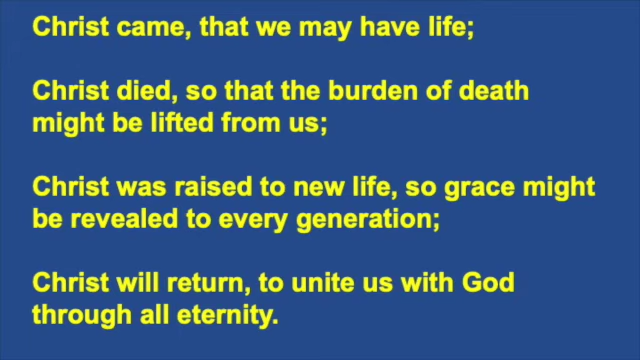 Christ came, that we may have life;
Christ died, so that the burden of death
might be lifted from us;
Christ was raised to new life, so grace might
be revealed to every generation;
Christ will return, to unite us with God
through all eternity.